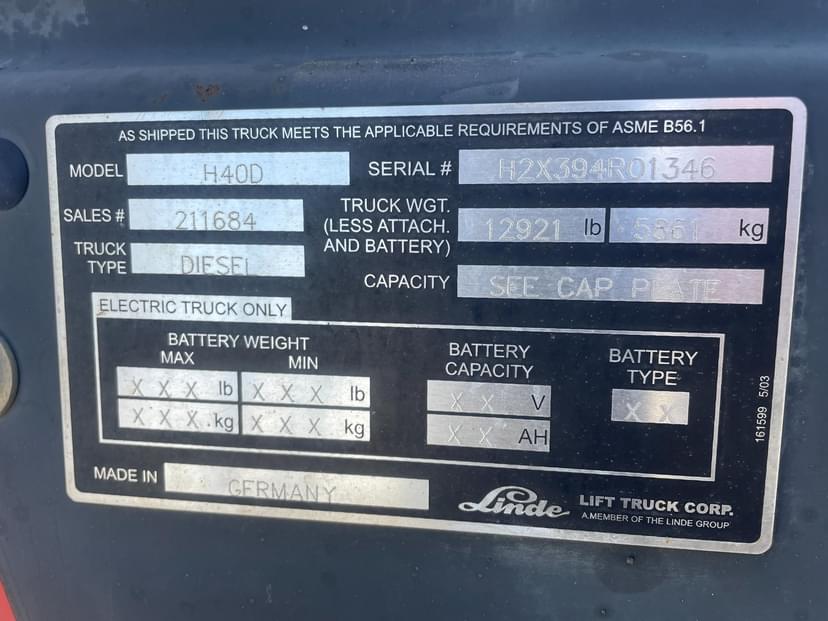 AS SHIPPED THIS TRUCK MEETS THE APPLICABLE REQUIREMENTS OF ASME B56.1
MODEL H40D SERIAL # H2X394R01346
SALES # 211684 TRUCK WGT. (LESS ATTACH. AND BATTERY) 12921 lb 5861 kg
TRUCK TYPE DIESEL
CAPACITY SEE CAP PLATE
ELECTRIC TRUCK ONLY
BATTERY WEIGHT
MAX MIN
X X X lb X X X lb
X X X .kg X X X kg
BATTERY CAPACITY
X X V
X X AH
BATTERY TYPE
X X
161599 5/03
MADE IN GERMANY
Linde LIFT TRUCK CORP.
A MEMBER OF THE LINDE GROUP